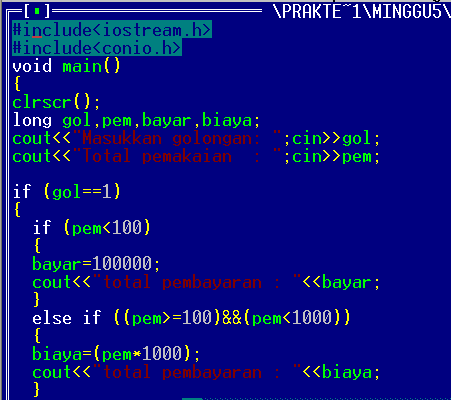 [■] \PRAKTE~1\MINGGU5\
#include<iostream.h>
#include<conio.h>
void main()
{
clrscr();
long gol,pem,bayar,biaya;
cout<<"Masukkan golongan: ";cin>>gol;
cout<<"Total pemakaian  : ";cin>>pem;
if (gol==1)
{
if (pem<100)
{
bayar=100000;
cout<<"total pembayaran : "<<bayar;
}
else if ((pem>=100)&&(pem<1000))
{
biaya=(pem*1000);
cout<<"total pembayaran : "<<biaya;
}